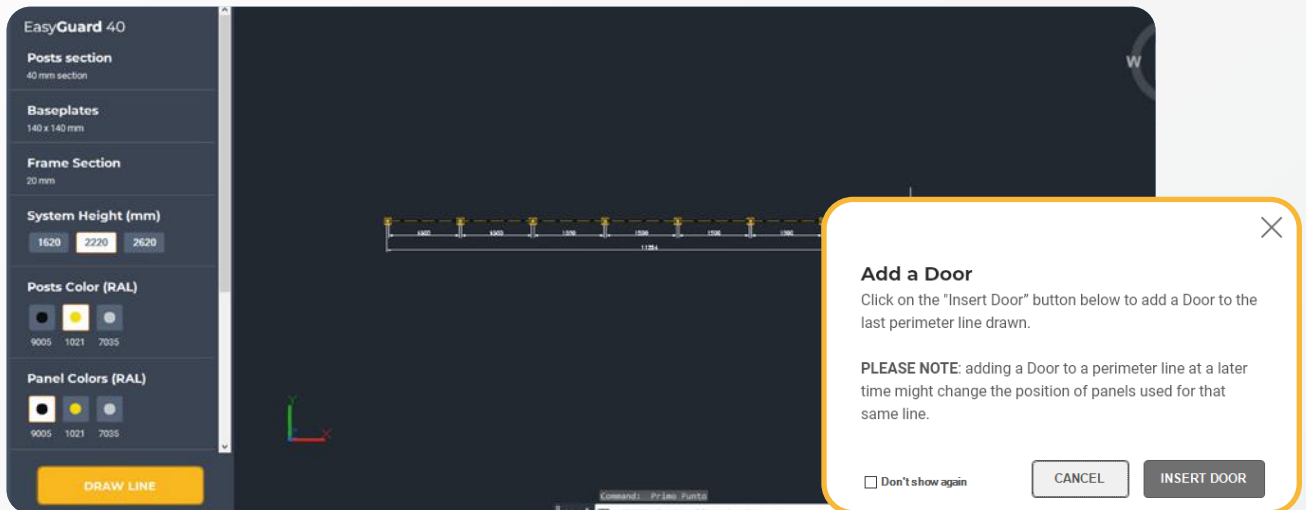 EasyGuard 40
Posts section
40 mm section
Baseplates
140 x 140 mm
Frame Section
20 mm
System Height (mm)
1620 2220 2620
Posts Color (RAL)
9005 1021 7035
Panel Colors (RAL)
9005 1021 7035
DRAW LINE
W
1590
Y
X
Command: Primo Punto
Add a Door
Click on the "Insert Door” button below to add a Door to the
last perimeter line drawn.
PLEASE NOTE: adding a Door to a perimeter line at a later
time might change the position of panels used for that
same line.
Don't show again
CANCEL
INSERT DOOR